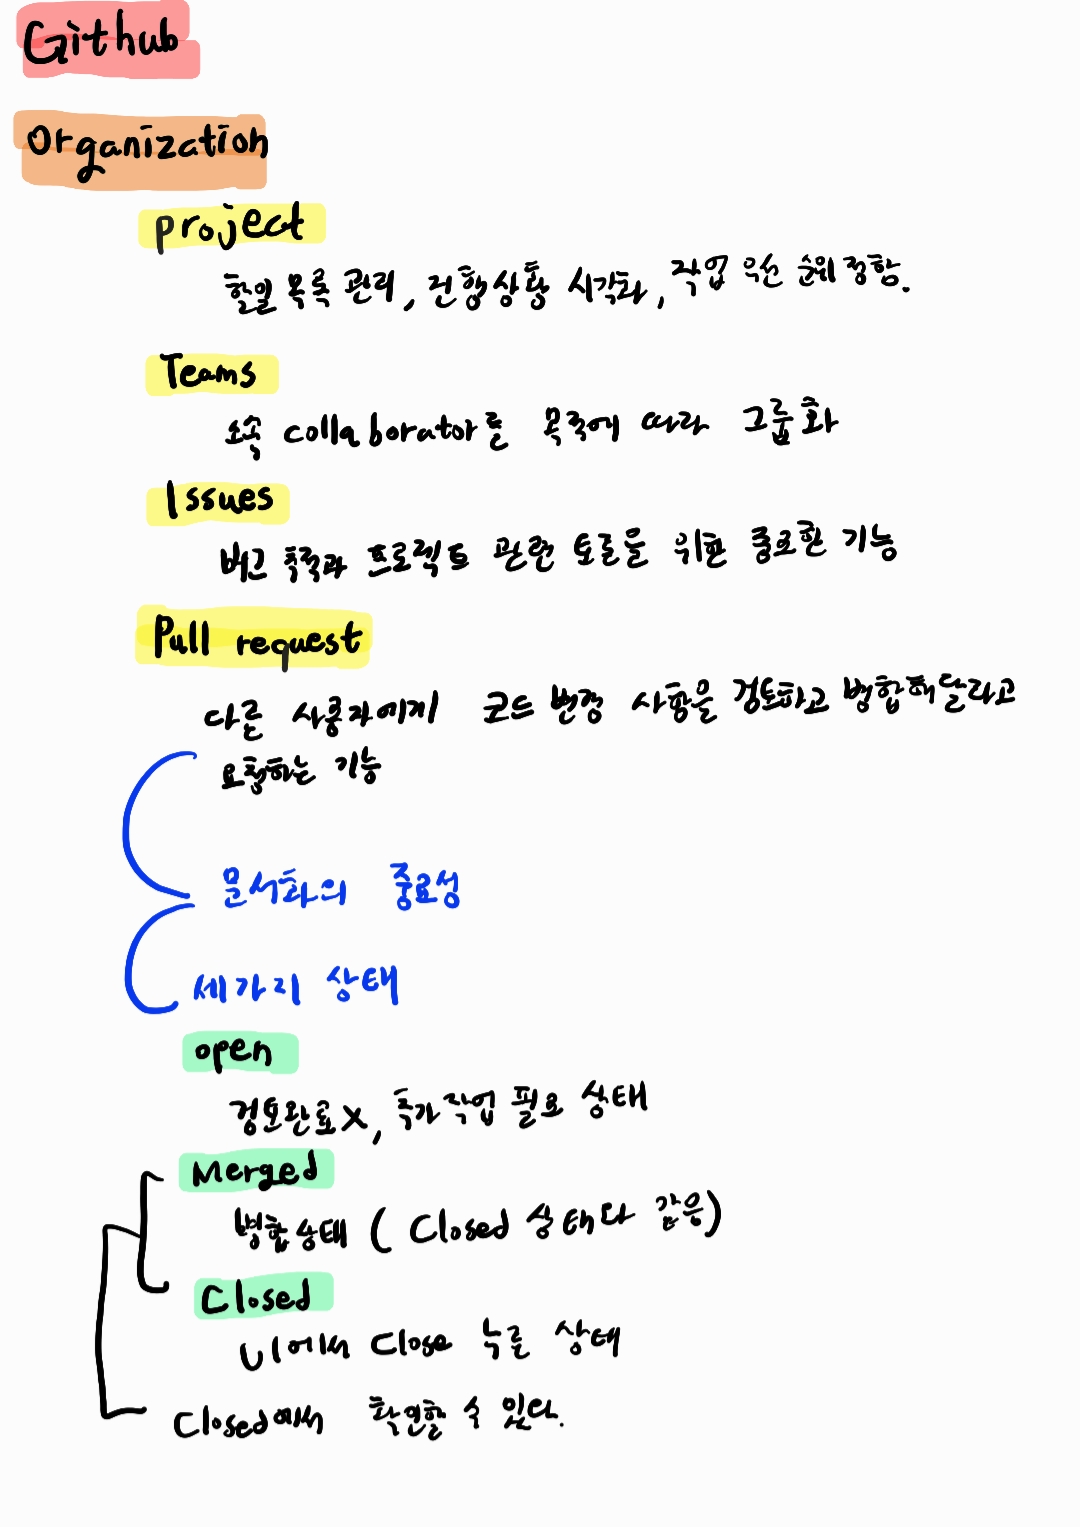 Github
Organization
project
할일 목록 관리, 진행상황 시각화, 작업 우선 순위 정함.
Teams
소속 collaborator를 목적에 따라 그룹화
Issues
버그 추적과 프로젝트 관련 토론을 위한 중요한 기능
Pull request
다른 사용자에게 코드 변경 사항을 검토하고 병합해달라고
요청하는 기능
문서화의 중요성
세가지 상태
open
검토완료X, 추가작업 필요 상태
Merged
병합상태 ( Closed 상태와 같음)
Closed
UI에서 Close 누른 상태
Closed에서 확인할 수 있다.